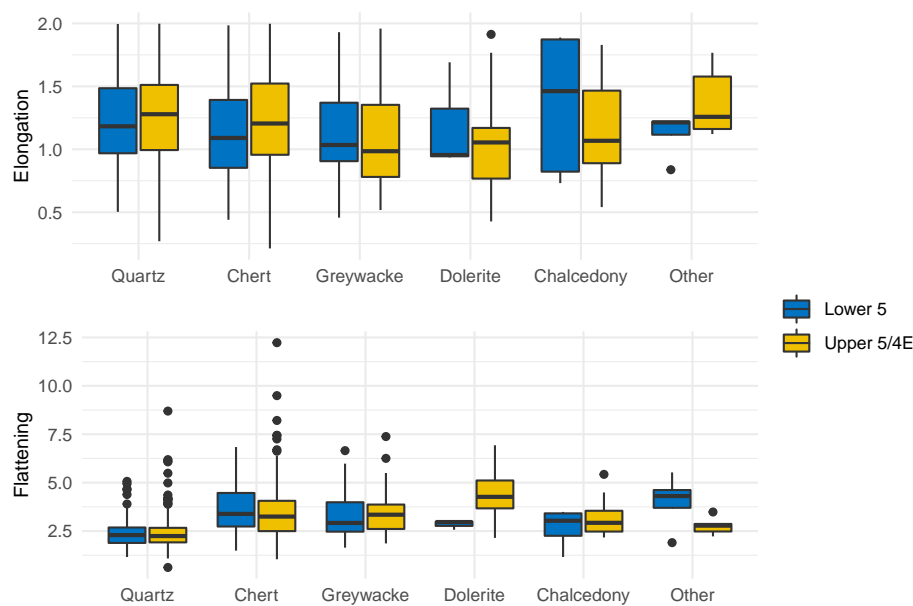 2.0
1.5
1.0
0.5
Elongation
Quartz Chert Greywacke Dolerite Chalcedony Other
12.5
10.0
7.5
5.0
2.5
Flattening
Quartz Chert Greywacke Dolerite Chalcedony Other
Lower 5
Upper 5/4E